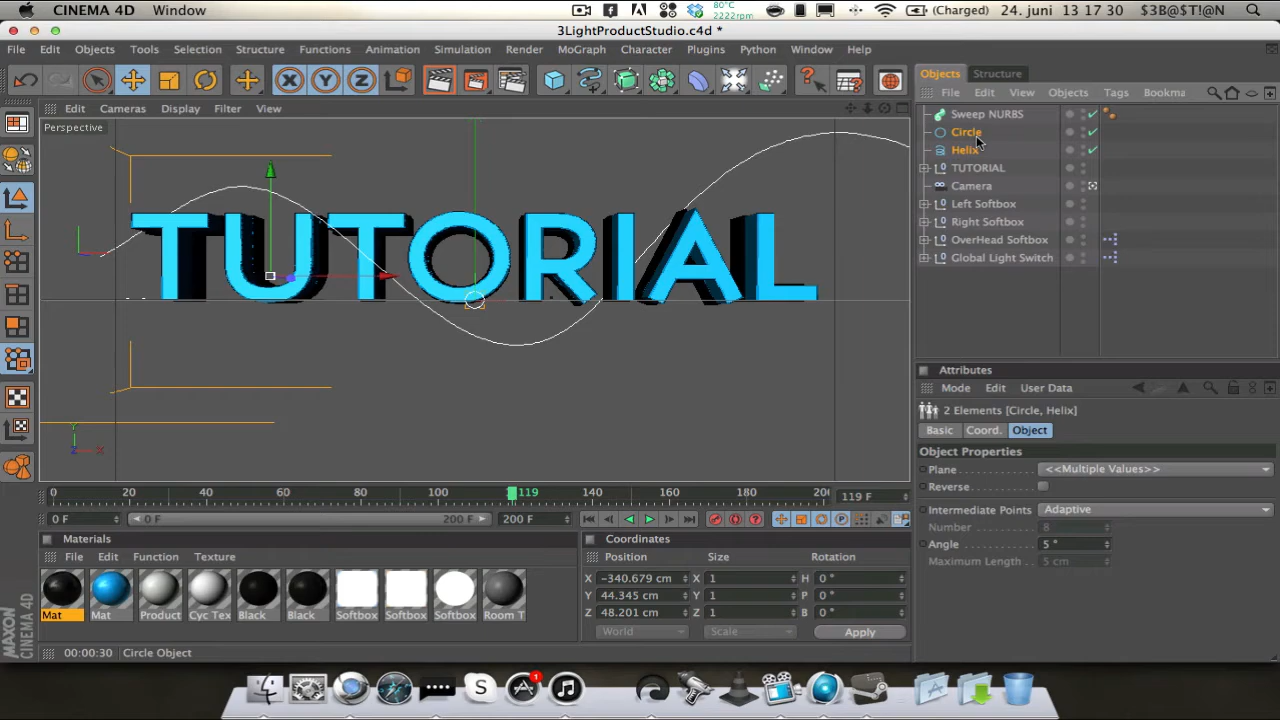 CINEMA 4D Window 80°C 2222rpm (Charged) 24. juni 13 17 30 $3B@$T!@N
3LightProductStudio.c4d *
File Edit Objects Tools Selection Structure Functions Animation Simulation Render MoGraph Character Plugins Python Window Help
X Y Z
Objects Structure
Edit Cameras Display Filter View
File Edit View Objects Tags Bookma
Perspective
Sweep NURBS
Circle
Helix
TUTORIAL
Camera
Left Softbox
Right Softbox
OverHead Softbox
Global Light Switch
TUTORIAL
Y
Z X
Attributes
Mode Edit User Data
2 Elements [Circle, Helix]
Basic Coord. Object
Object Properties
Plane <<Multiple Values>>
Reverse
Intermediate Points Adaptive
Number 8
Angle 5 °
Maximum Length 5 cm
0 20 40 60 80 100 119 140 160 180 20 119 F
0 F 0 F 200 F 200 F
Materials
File Edit Function Texture
Mat Mat Product Cyc Tex Black Black Softbox Softbox Softbox Room T
Coordinates
Position Size Rotation
X -340.679 cm X 1 H 0 °
Y 44.345 cm Y 1 P 0 °
Z 48.201 cm Z 1 B 0 °
World Scale Apply
MAXON CINEMA 4D
00:00:30 Circle Object
1